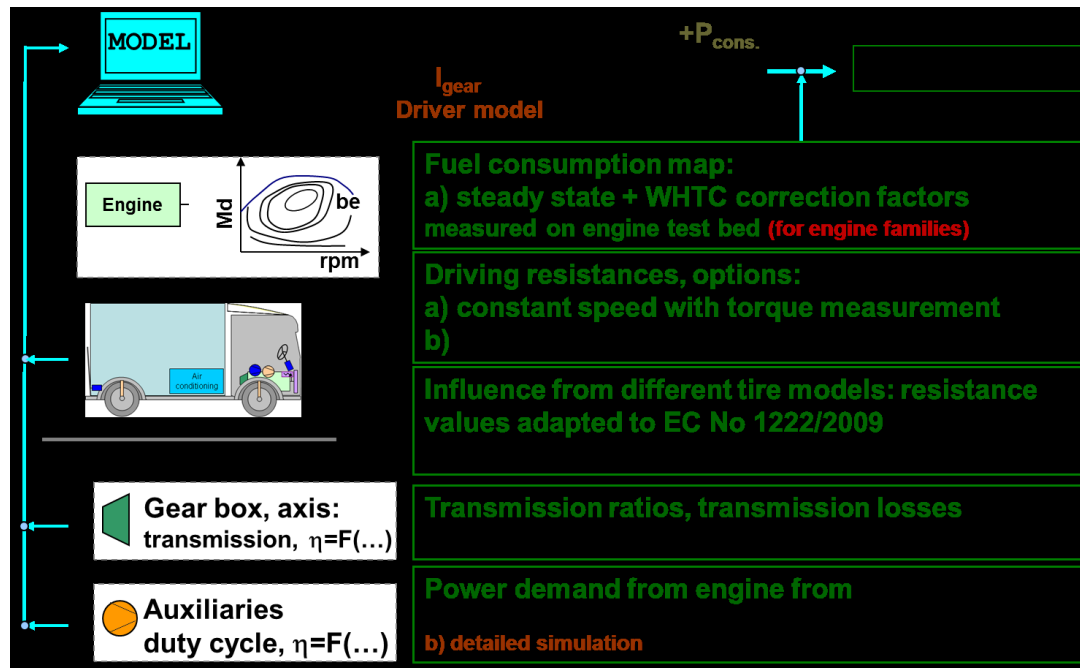 MODEL
+Pcons.
Igear
Driver model
Engine
Md
be
rpm
Fuel consumption map:
a) steady state + WHTC correction factors
measured on engine test bed (for engine families)
Driving resistances, options:
a) constant speed with torque measurement
b)
Air
conditioning
Influence from different tire models: resistance
values adapted to EC No 1222/2009
Gear box, axis:
transmission, η=F(…)
Transmission ratios, transmission losses
Auxiliaries
duty cycle, η=F(…)
Power demand from engine from
b) detailed simulation